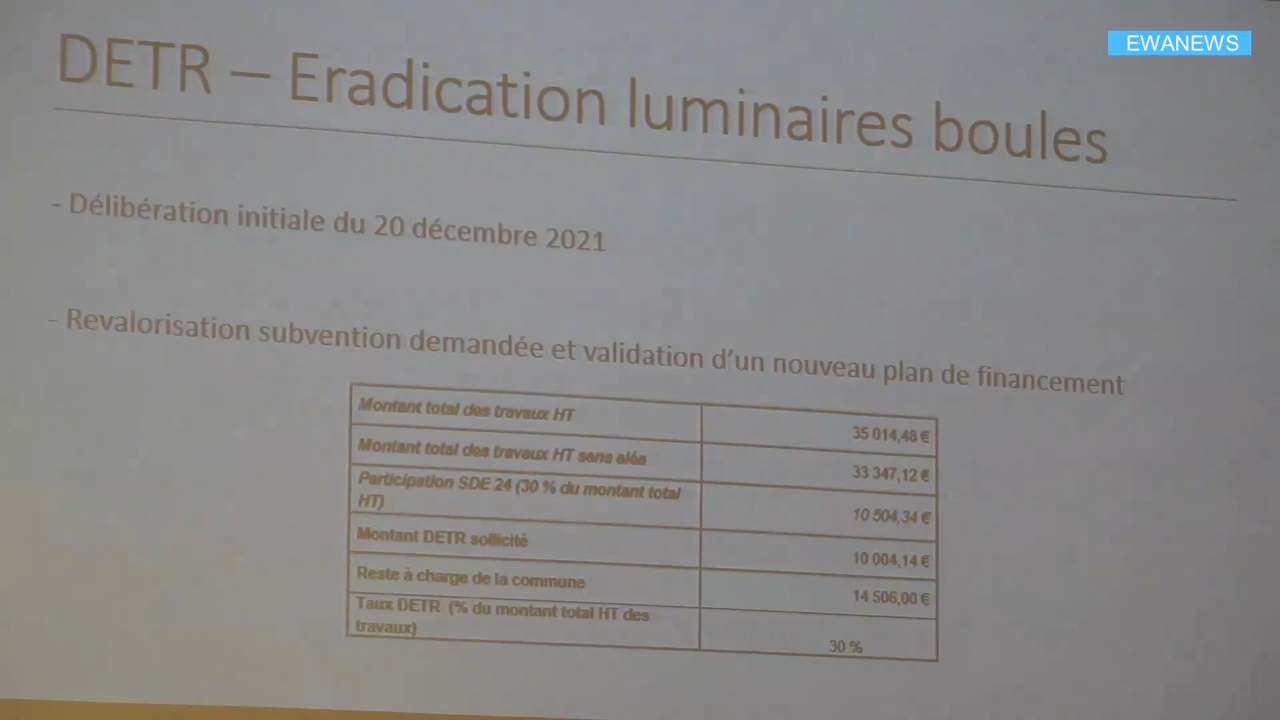 EWANEWS
DETR – Eradication luminaires boules
- Délibération initiale du 20 décembre 2021
- Revalorisation subvention demandée et validation d'un nouveau plan de financement
Montant total des travaux HT
35 014,48 €
Montant total des travaux HT sans aléa
33 347,12 €
Participation SDE 24 (30 % du montant total
HT)
10 504,34 €
Montant DETR sollicité
10 004,14 €
Reste à charge de la commune
14 506,00 €
Taux DETR (% du montant total HT des
travaux)
30 %